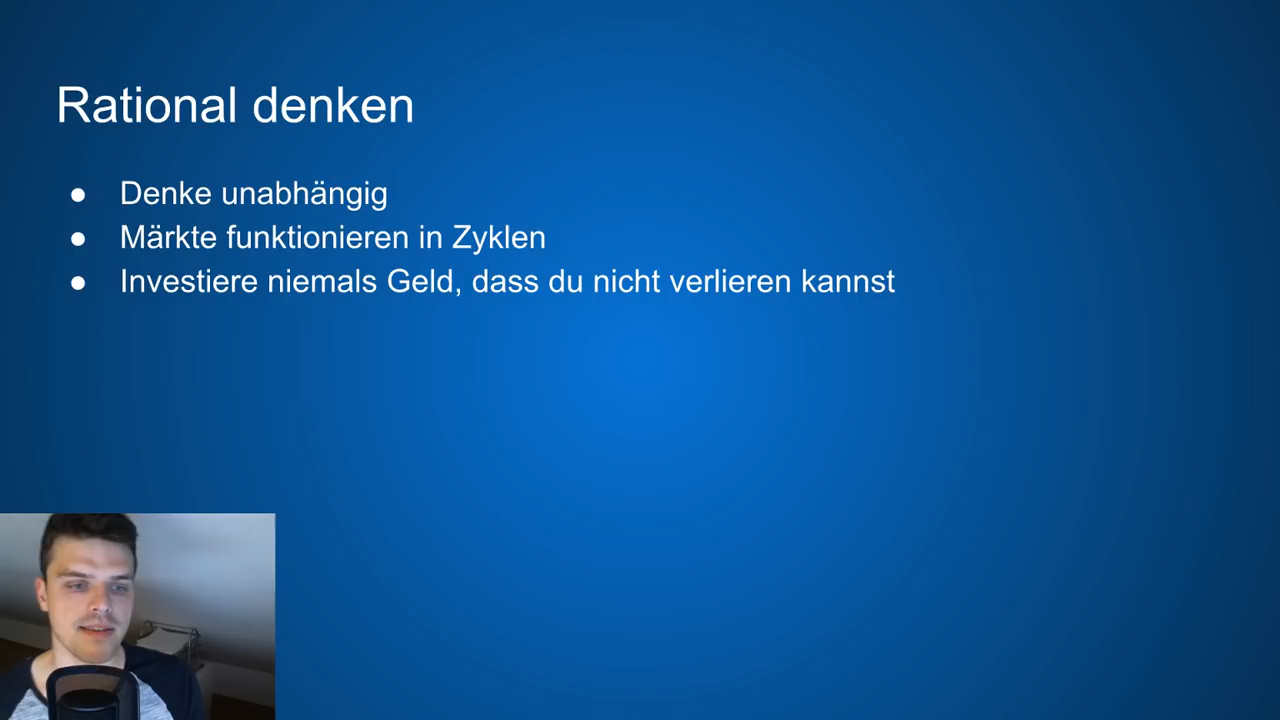 Rational denken
● Denke unabhängig
● Märkte funktionieren in Zyklen
● Investiere niemals Geld, dass du nicht verlieren kannst